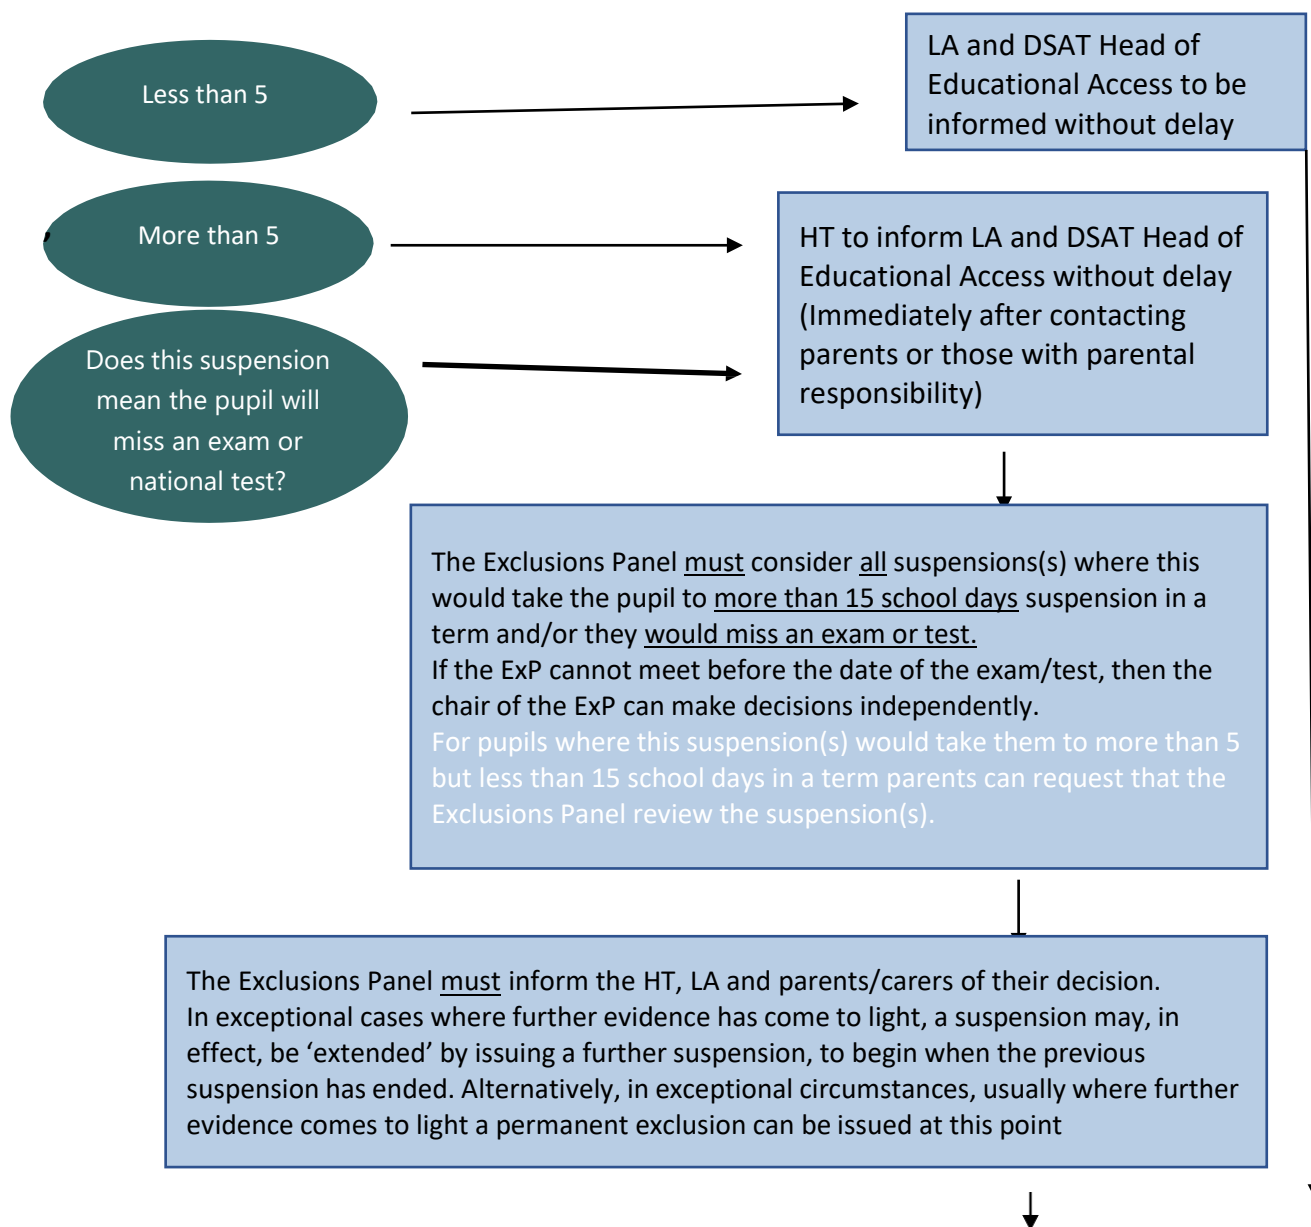 Less than 5
LA and DSAT Head of
Educational Access to be
informed without delay
,
More than 5
HT to inform LA and DSAT Head of
Educational Access without delay
(Immediately after contacting
parents or those with parental
responsibility)
Does this suspension
mean the pupil will
miss an exam or
national test?
The Exclusions Panel must consider all suspensions(s) where this
would take the pupil to more than 15 school days suspension in a
term and/or they would miss an exam or test.
If the ExP cannot meet before the date of the exam/test, then the
chair of the ExP can make decisions independently.
For pupils where this suspension(s) would take them to more than 5
but less than 15 school days in a term parents can request that the
Exclusions Panel review the suspension(s).
The Exclusions Panel must inform the HT, LA and parents/carers of their decision.
In exceptional cases where further evidence has come to light, a suspension may, in
effect, be ‘extended’ by issuing a further suspension, to begin when the previous
suspension has ended. Alternatively, in exceptional circumstances, usually where further
evidence comes to light a permanent exclusion can be issued at this point